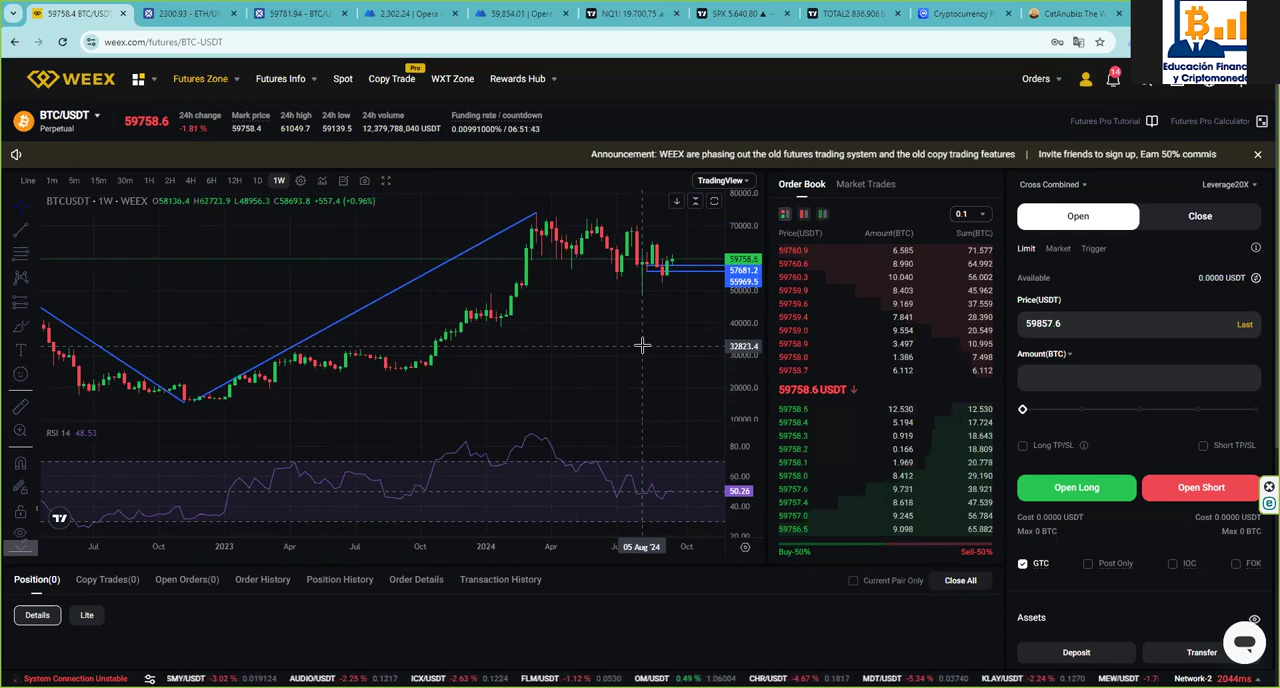 59758.4 BTC/USDT
2300.93 - ETH/US
59781.94 - BTC/U
2,302.24 | Opera
59,854.01 | Opera
NQ1! 19.700,75
SPX 5.640,80
TOTAL2 836.906
Cryptocurrency F
CatAnubis: The V
weex.com/futures/BTC-USDT
Educación Financ
y Criptomoneda
WEEX
Futures Zone
Futures Info
Spot
Copy Trade
Pro
WXT Zone
Rewards Hub
Orders
14
BTC/USDT
Perpetual
59758.6
24h change
-1.81 %
Mark price
59758.4
24h high
61049.7
24h low
59139.5
24h volume
12,379,788,040 USDT
Funding rate / countdown
0.00991000% / 06:51:43
Futures Pro Tutorial
Futures Pro Calculator
Announcement: WEEX are phasing out the old futures trading system and the old copy trading features | Invite friends to sign up, Earn 50% commis
Line 1m 5m 15m 30m 1H 2H 4H 6H 12H 1D 1W
TradingView
BTCUSDT · 1W · WEEX O58136.4 H62723.9 L48956.3 C58693.8 +557.4 (+0.96%)
80000.0
70000.0
59758.6
57681.2
55969.5
50000.0
40000.0
32823.4
30000.0
20000.0
10000.0
RSI 14 48.53
80.00
60.00
50.26
40.00
20.00
Jul Oct 2023 Apr Jul Oct 2024 Apr 05 Aug '24 Oct
Order Book Market Trades
0.1
Price(USDT) Amount(BTC) Sum(BTC)
59760.9 6.585 71.577
59760.6 8.990 64.992
59760.3 10.040 56.002
59759.9 8.403 45.962
59759.6 9.169 37.559
59759.4 7.841 28.390
59759.0 9.554 20.549
59758.9 3.497 10.995
59758.8 1.386 7.498
59758.7 6.112 6.112
59758.6 USDT
59758.5 12.530 12.530
59758.4 5.194 17.724
59758.3 0.919 18.643
59758.2 0.166 18.809
59758.1 1.969 20.778
59758.0 8.412 29.190
59757.6 9.731 38.921
59757.4 8.618 47.539
59757.0 9.245 56.784
59756.5 9.098 65.882
Buy-50% Sell-50%
Cross Combined
Leverage20X
Open
Close
Limit Market Trigger
Available
0.0000 USDT
Price(USDT)
59857.6 Last
Amount(BTC)
Long TP/SL
Short TP/SL
Open Long
Open Short
Cost 0.0000 USDT
Cost 0.0000 USDT
Max 0 BTC
Max 0 BTC
GTC Post Only IOC FOK
Assets
Deposit
Transfer
Position(0) Copy Trades(0) Open Orders(0) Order History Position History Order Details Transaction History
Current Pair Only
Close All
Details
Lite
System Connection Unstable
SMY/USDT -3.02 % 0.019124
AUDIO/USDT -2.25 % 0.1217
ICX/USDT -2.63 % 0.1224
FLM/USDT -1.12 % 0.0530
OM/USDT 0.49 % 1.06004
CHR/USDT -4.67 % 0.1817
MDT/USDT -5.34 % 0.03740
KLAY/USDT -2.24 % 0.1270
MEW/USDT -1.7
Network-2 2044ms